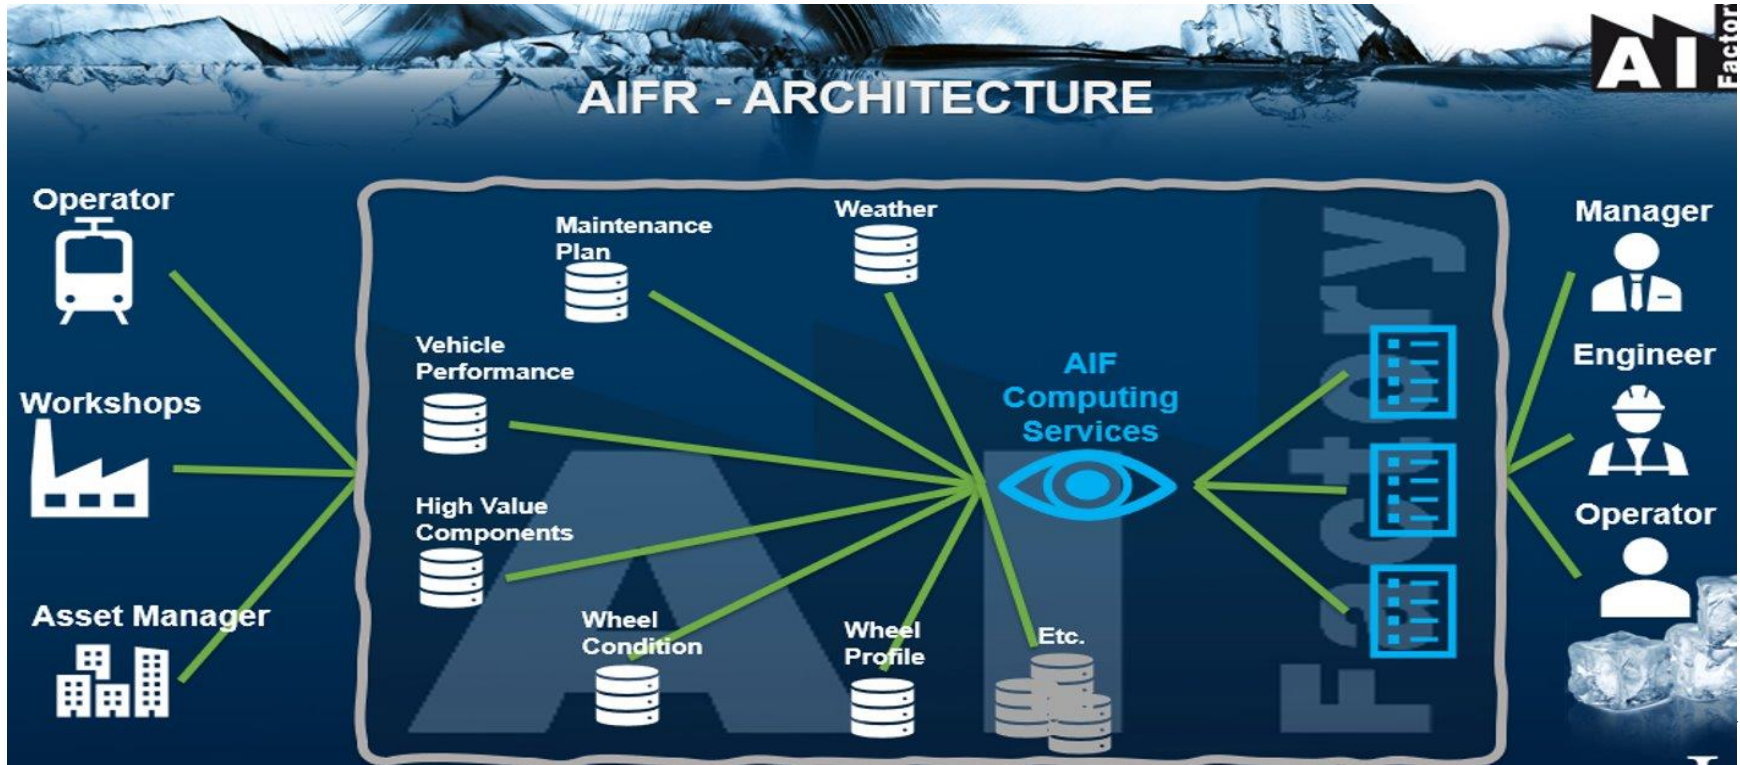 AI
Factory
AIFR - ARCHITECTURE
Operator
Workshops
Asset Manager
Maintenance
Plan
Weather
Vehicle
Performance
High Value
Components
Wheel
Condition
Wheel
Profile
Etc.
AIF
Computing
Services
AI
Factory
Manager
Engineer
Operator